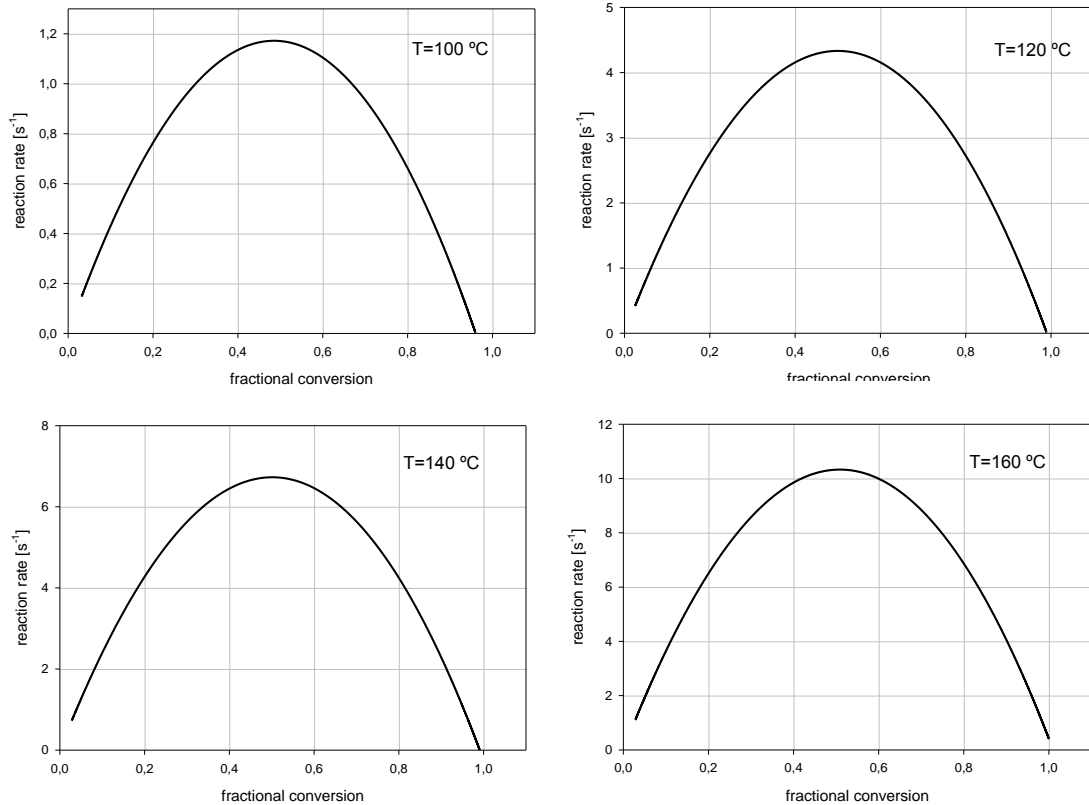 1,2
1,0
0,8
0,6
0,4
0,2
0,0
reaction rate [s⁻¹]
T=100 ºC
0,0 0,2 0,4 0,6 0,8 1,0
fractional conversion
5
4
3
2
1
0
reaction rate [s⁻¹]
T=120 ºC
0,0 0,2 0,4 0,6 0,8 1,0
fractional conversion
8
6
4
2
0
reaction rate [s⁻¹]
T=140 ºC
0,0 0,2 0,4 0,6 0,8 1,0
fractional conversion
12
10
8
6
4
2
0
reaction rate [s⁻¹]
T=160 ºC
0,0 0,2 0,4 0,6 0,8 1,0
fractional conversion